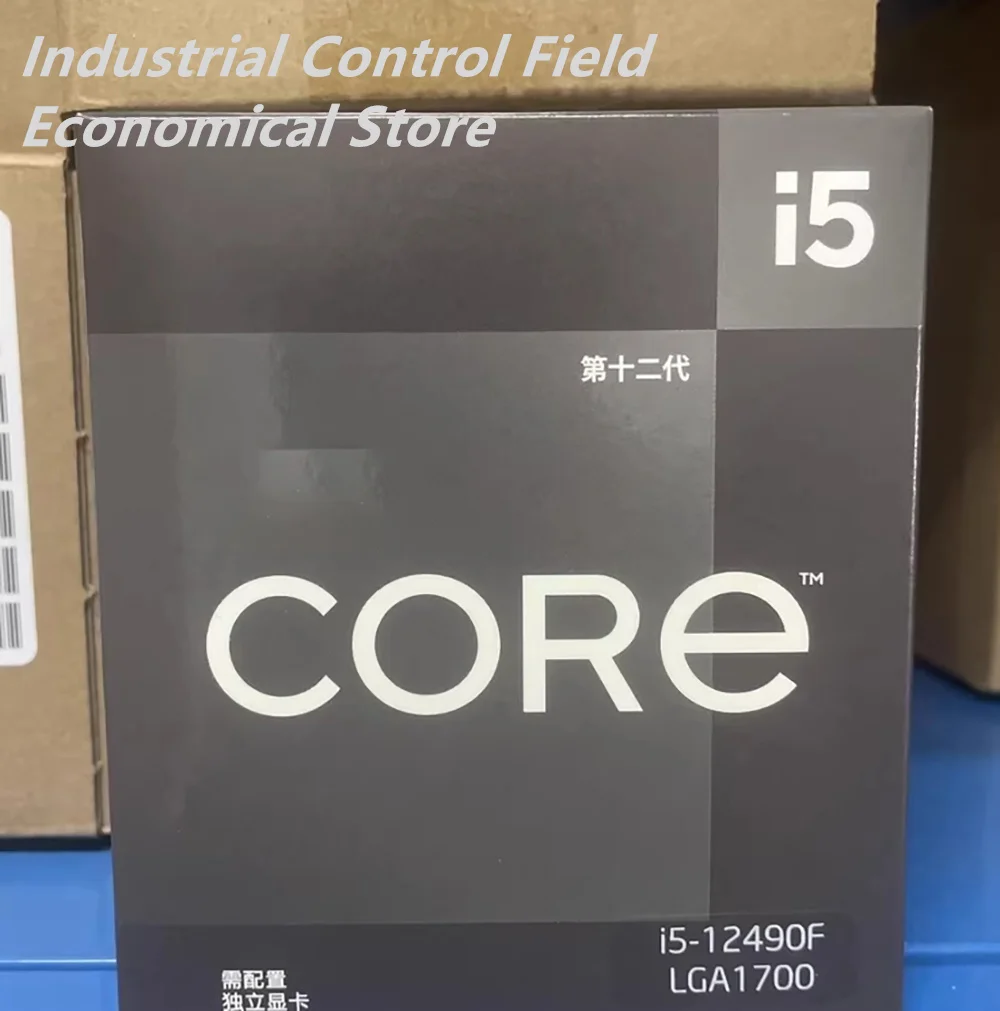 Industrial Control Field
Economical Store
i5
第十二代
CORe™
i5-12490F
LGA1700
需配置
独立显卡